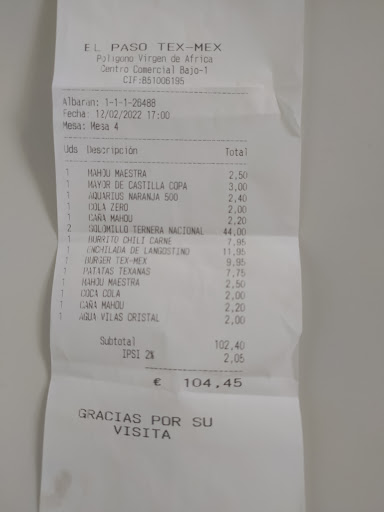 EL PASO TEX-MEX
Poligono Virgen de Africa
Centro Comercial Bajo-1
CIF:B51006195
Albaran: 1-1-1-26488
Fecha: 12/02/2022 17:00
Mesa: Mesa 4
Uds Descripción Total
1 MAHOU MAESTRA 2,50
1 MAYOR DE CASTILLA COPA 3,00
1 AQUARIUS NARANJA 500 2,40
1 COLA ZERO 2,00
1 CAÑA MAHOU 2,20
2 SOLOMILLO TERNERA NACIONAL 44,00
1 BURRITO CHILI CARNE 7,95
1 ENCHILADA DE LANGOSTINO 11,95
1 BURGER TEX-MEX 9,95
1 PATATAS TEXANAS 7,75
1 MAHOU MAESTRA 2,50
1 COCA COLA 2,00
1 CAÑA MAHOU 2,20
1 AGUA VILAS CRISTAL 2,00
Subtotal 102,40
IPSI 2% 2,05
€ 104,45
GRACIAS POR SU
VISITA